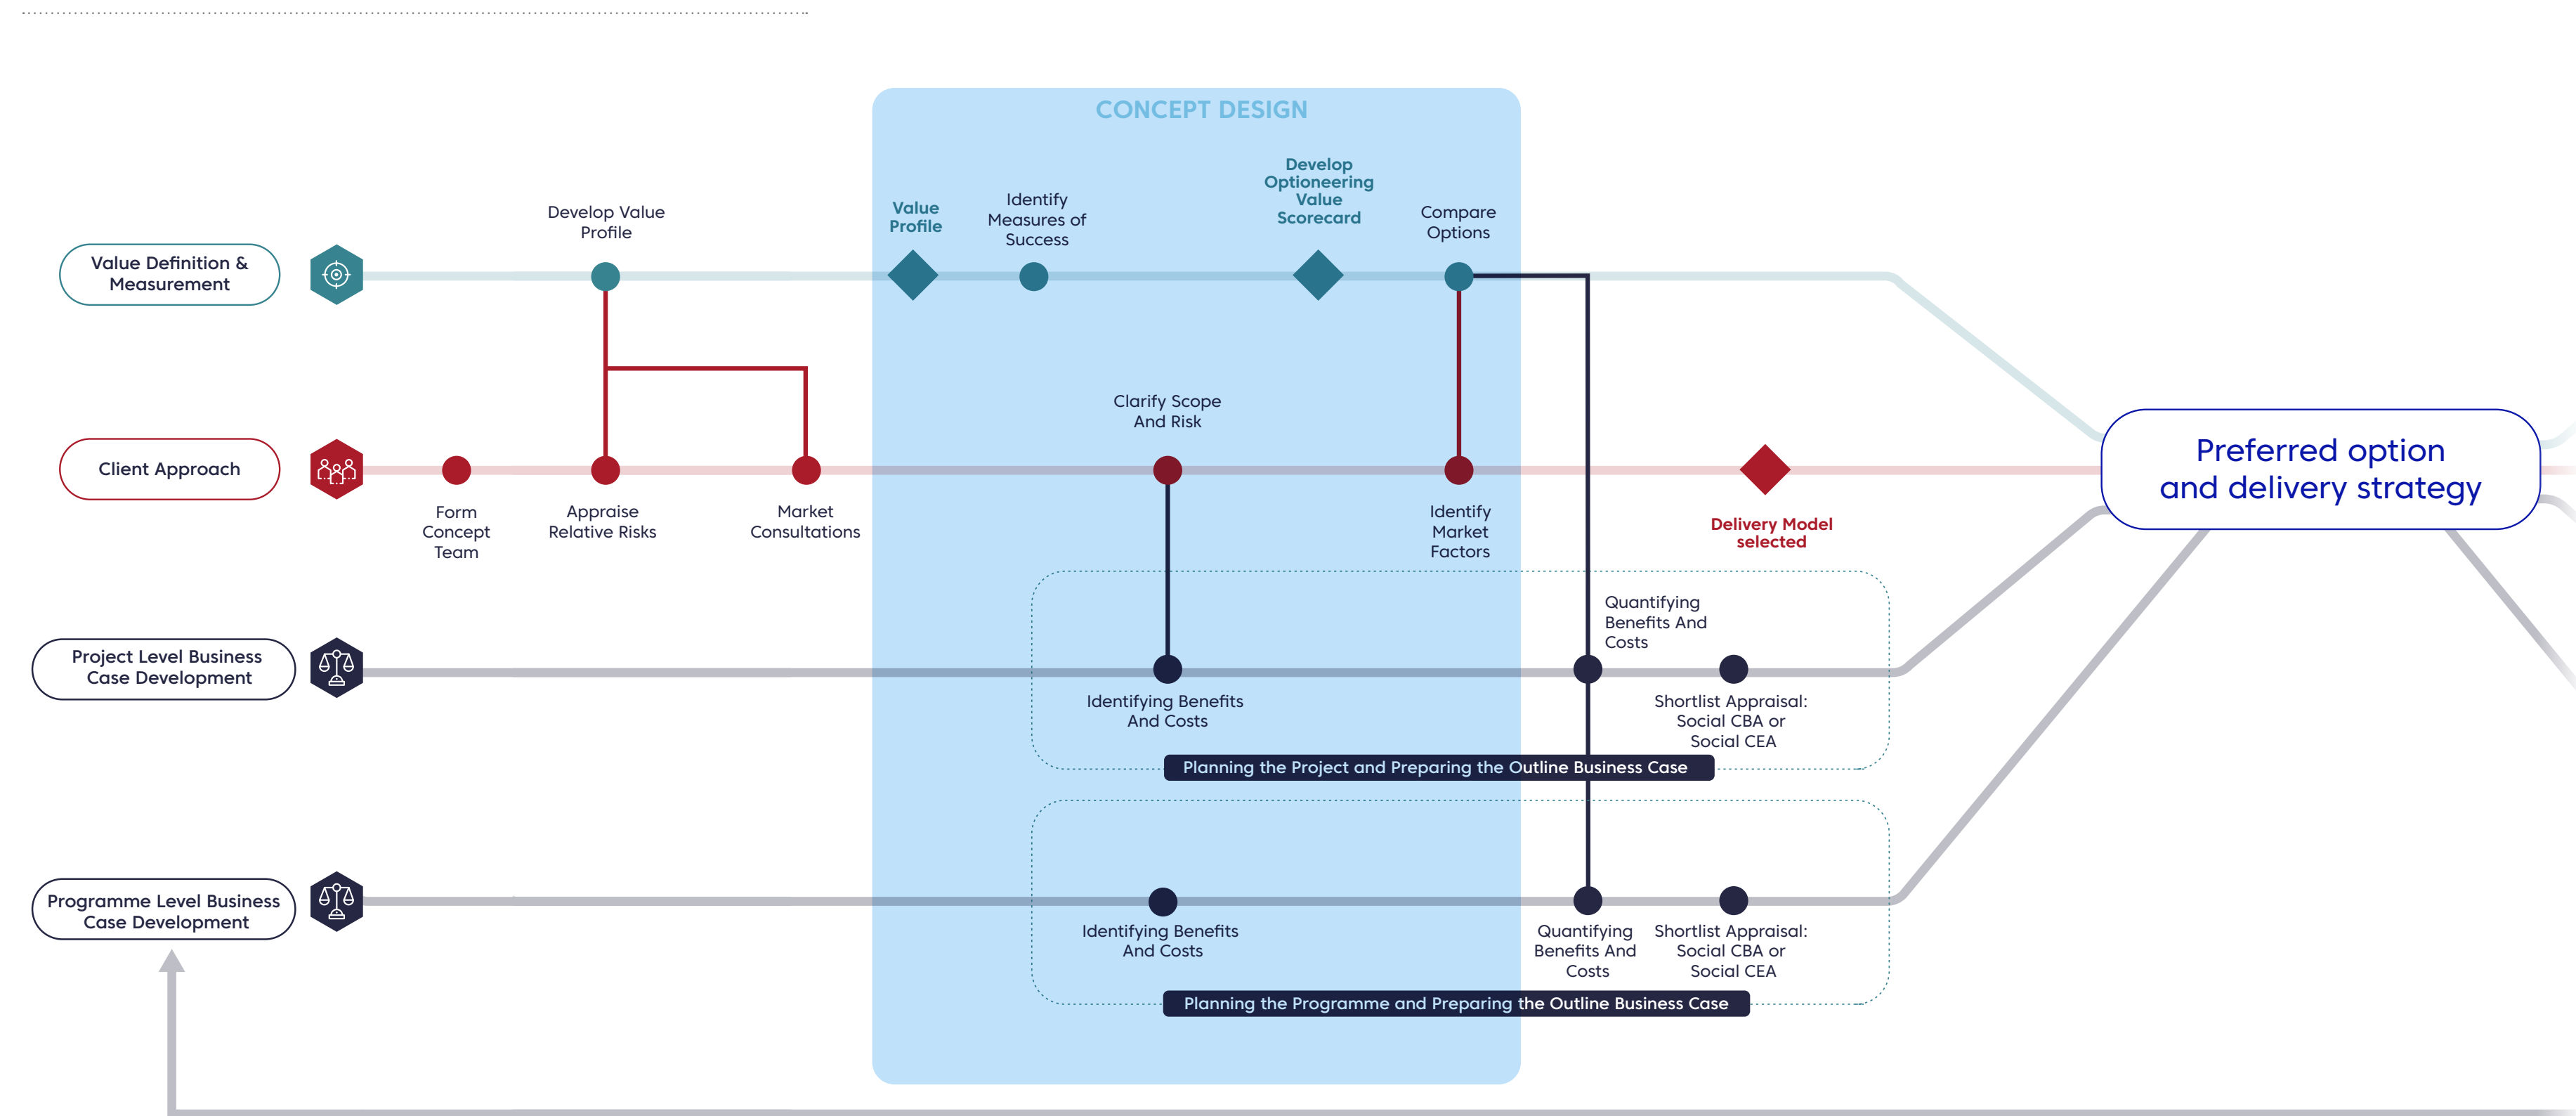 CONCEPT DESIGN
Value Definition &
Measurement
Develop Value
Profile
Value
Profile
Identify
Measures of
Success
Develop
Optioneering
Value
Scorecard
Compare
Options
Client Approach
Form
Concept
Team
Appraise
Relative Risks
Market
Consultations
Clarify Scope
And Risk
Identify
Market
Factors
Delivery Model
selected
Preferred option
and delivery strategy
Project Level Business
Case Development
Identifying Benefits
And Costs
Quantifying
Benefits And
Costs
Shortlist Appraisal:
Social CBA or
Social CEA
Planning the Project and Preparing the Outline Business Case
Programme Level Business
Case Development
Identifying Benefits
And Costs
Quantifying
Benefits And
Costs
Shortlist Appraisal:
Social CBA or
Social CEA
Planning the Programme and Preparing the Outline Business Case